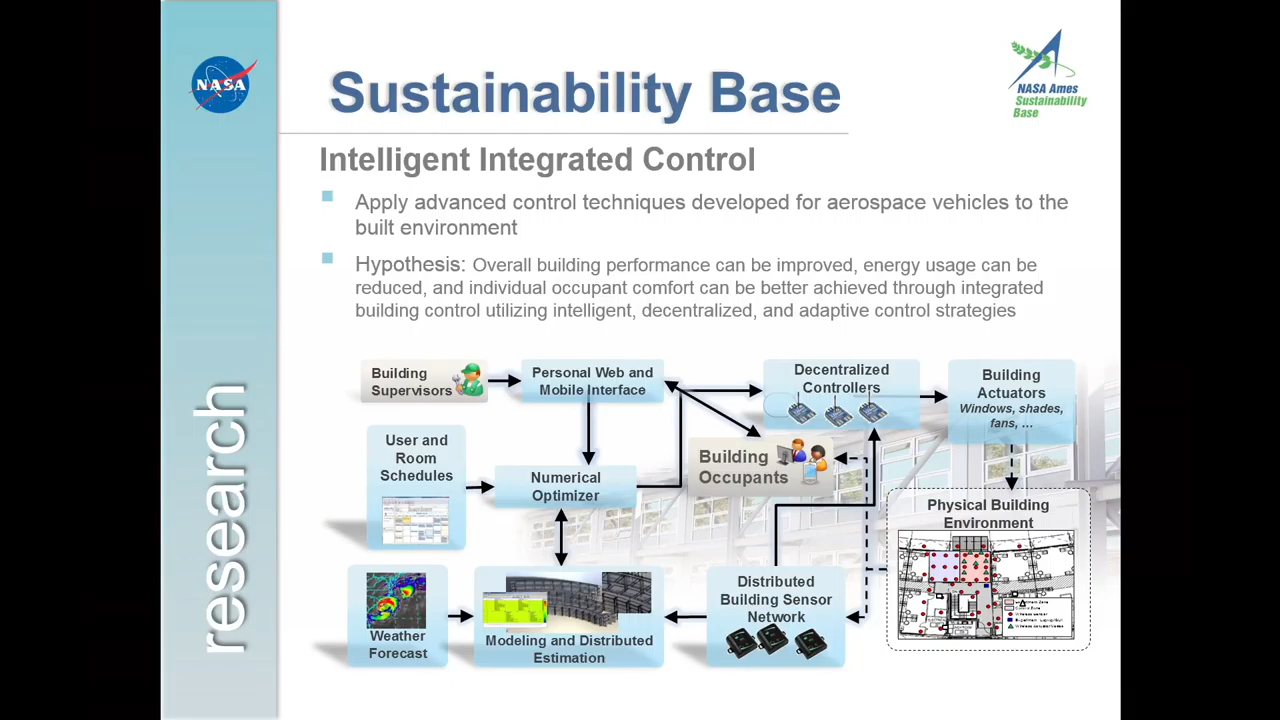 NASA
Sustainability Base
NASA Ames
Sustainability
Base
Intelligent Integrated Control
Apply advanced control techniques developed for aerospace vehicles to the
built environment
Hypothesis: Overall building performance can be improved, energy usage can be
reduced, and individual occupant comfort can be better achieved through integrated
building control utilizing intelligent, decentralized, and adaptive control strategies
research
Building
Supervisors
Personal Web and
Mobile Interface
Decentralized
Controllers
Building
Actuators
Windows, shades,
fans, ...
User and
Room
Schedules
Numerical
Optimizer
Building
Occupants
Physical Building
Environment
Weather
Forecast
Modeling and Distributed
Estimation
Distributed
Building Sensor
Network